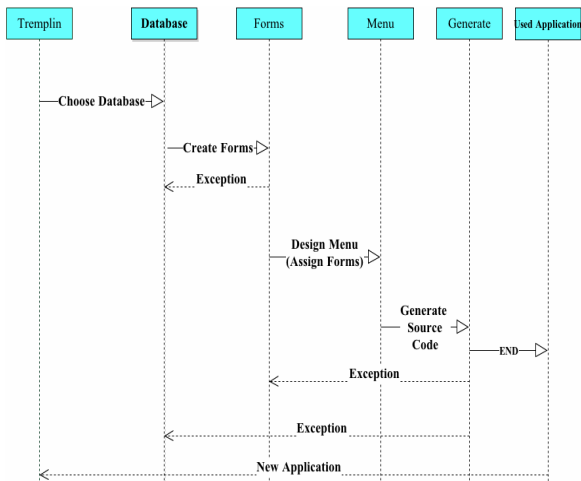 Tremplin
Database
Forms
Menu
Generate
Used Application
Choose Database
Create Forms
Exception
Design Menu
(Assign Forms)
Generate
Source
Code
END
Exception
Exception
New Application